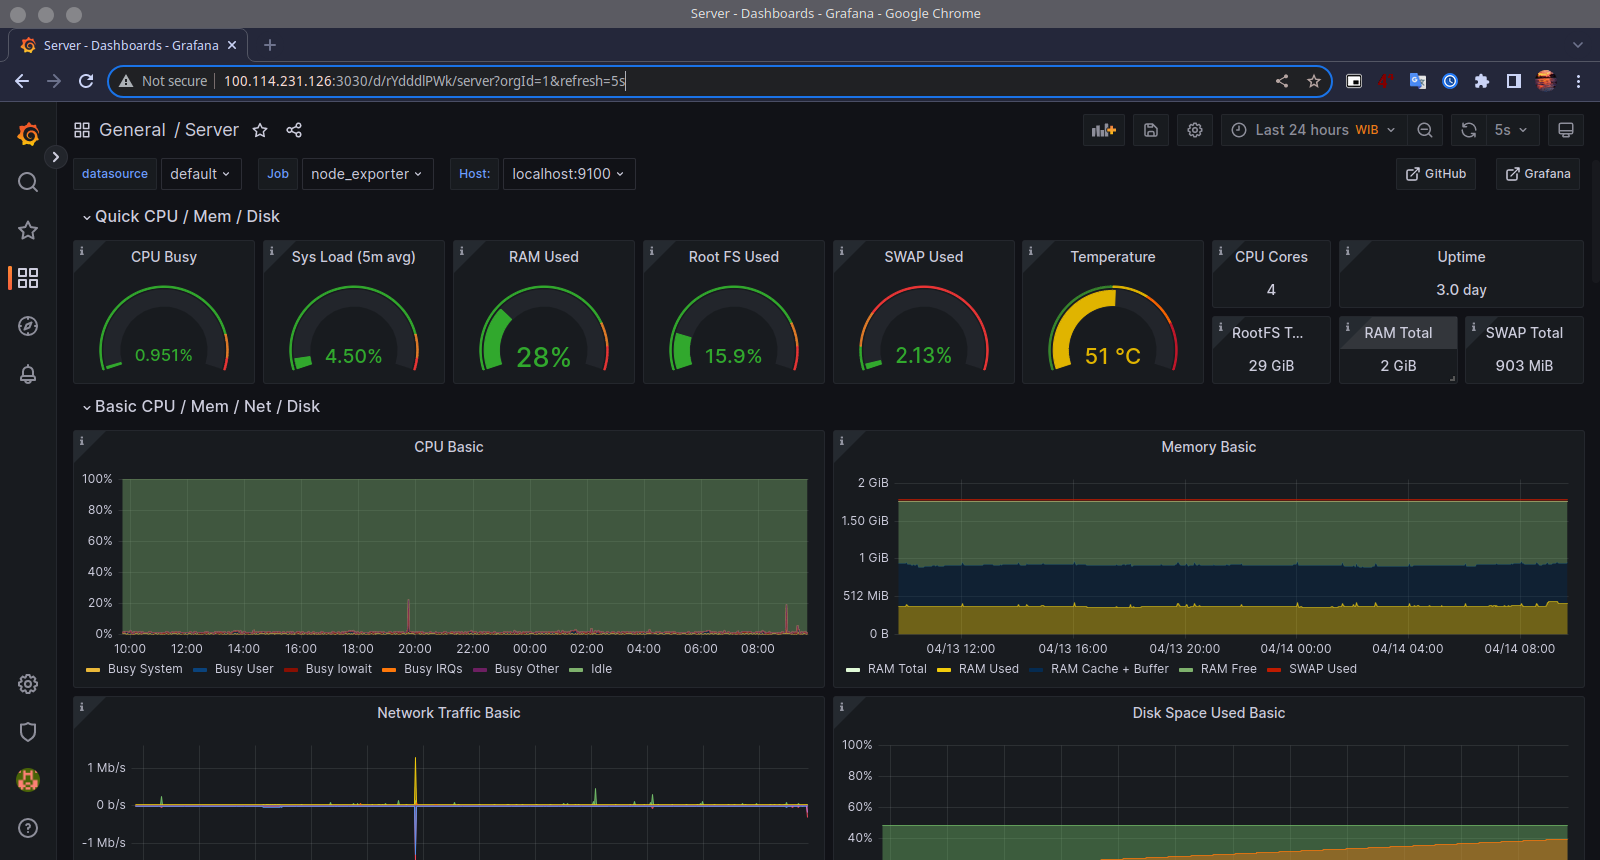 Server - Dashboards - Grafana - Google Chrome
Server - Dashboards - Grafana
Not secure 100.114.231.126:3030/d/rYdddlPWk/server?orgId=1&refresh=5s
General / Server
Last 24 hours WIB
5s
datasource default Job node_exporter Host: localhost:9100 GitHub Grafana
Quick CPU / Mem / Disk
CPU Busy
0.951%
Sys Load (5m avg)
4.50%
RAM Used
28%
Root FS Used
15.9%
SWAP Used
2.13%
Temperature
51 °C
CPU Cores
4
Uptime
3.0 day
RootFS T...
29 GiB
RAM Total
2 GiB
SWAP Total
903 MiB
Basic CPU / Mem / Net / Disk
CPU Basic
100%
80%
60%
40%
20%
0%
10:00 12:00 14:00 16:00 18:00 20:00 22:00 00:00 02:00 04:00 06:00 08:00
Busy System Busy User Busy Iowait Busy IRQs Busy Other Idle
Memory Basic
2 GiB
1.50 GiB
1 GiB
512 MiB
0 B
04/13 12:00 04/13 16:00 04/13 20:00 04/14 00:00 04/14 04:00 04/14 08:00
RAM Total RAM Used RAM Cache + Buffer RAM Free SWAP Used
Network Traffic Basic
1 Mb/s
0 b/s
-1 Mb/s
Disk Space Used Basic
100%
80%
60%
40%